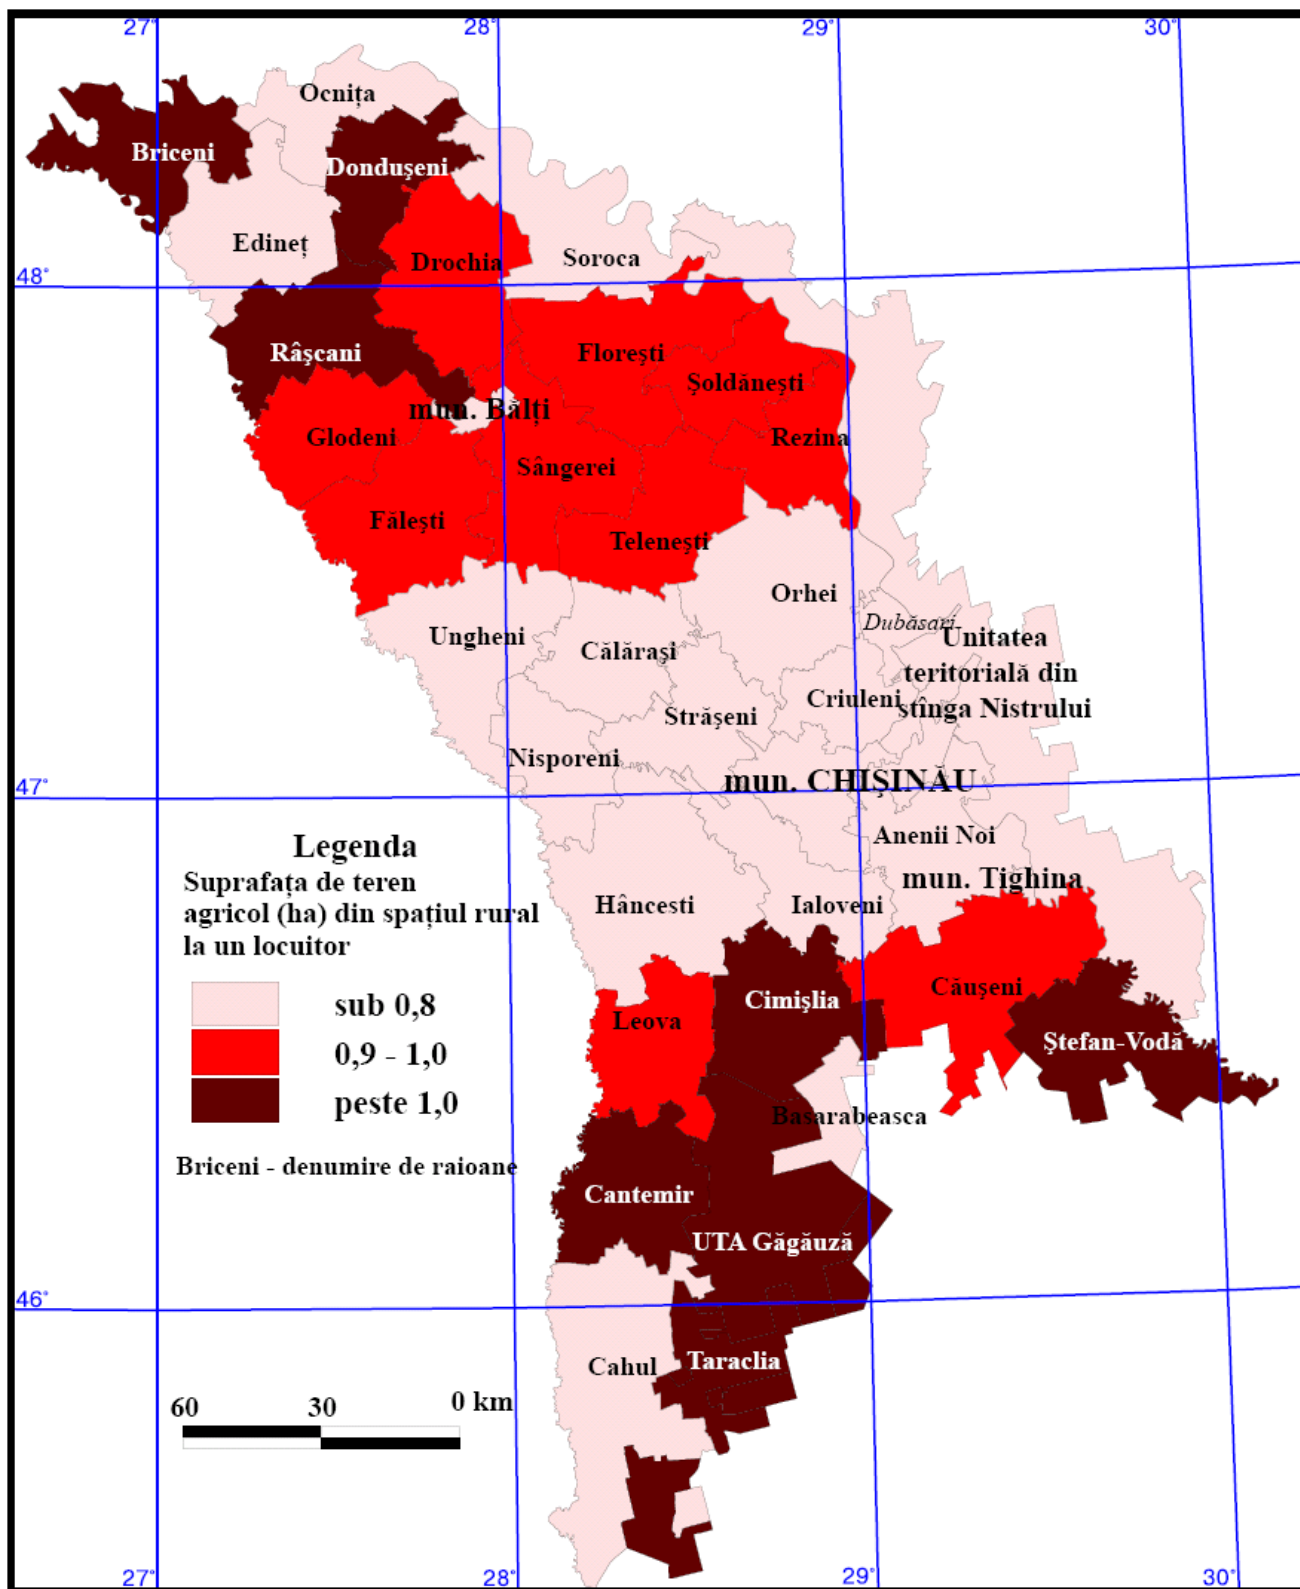 27°
28°
29°
30°
Ocnița
Briceni
Dondușeni
Edineț
Soroca
Drochia
48°
Râșcani
Florești
Șoldănești
mun. Bălți
Glodeni
Rezina
Sângerei
Fălești
Telenești
Orhei
Dubăsari
Ungheni
Călărași
Unitatea
teritorială din
stînga Nistrului
Criuleni
Strășeni
Nisporeni
47°
mun. CHIȘINĂU
Anenii Noi
mun. Tighina
Hâncesti
Ialoveni
Legenda
Suprafața de teren
agricol (ha) din spațiul rural
la un locuitor
sub 0,8
0,9 - 1,0
peste 1,0
Briceni - denumire de raioane
Căușeni
Cimișlia
Leova
Ștefan-Vodă
Basarabeasca
Cantemir
UTA Găgăuză
46°
Taraclia
Cahul
60 30 0 km
27°
28°
29°
30°